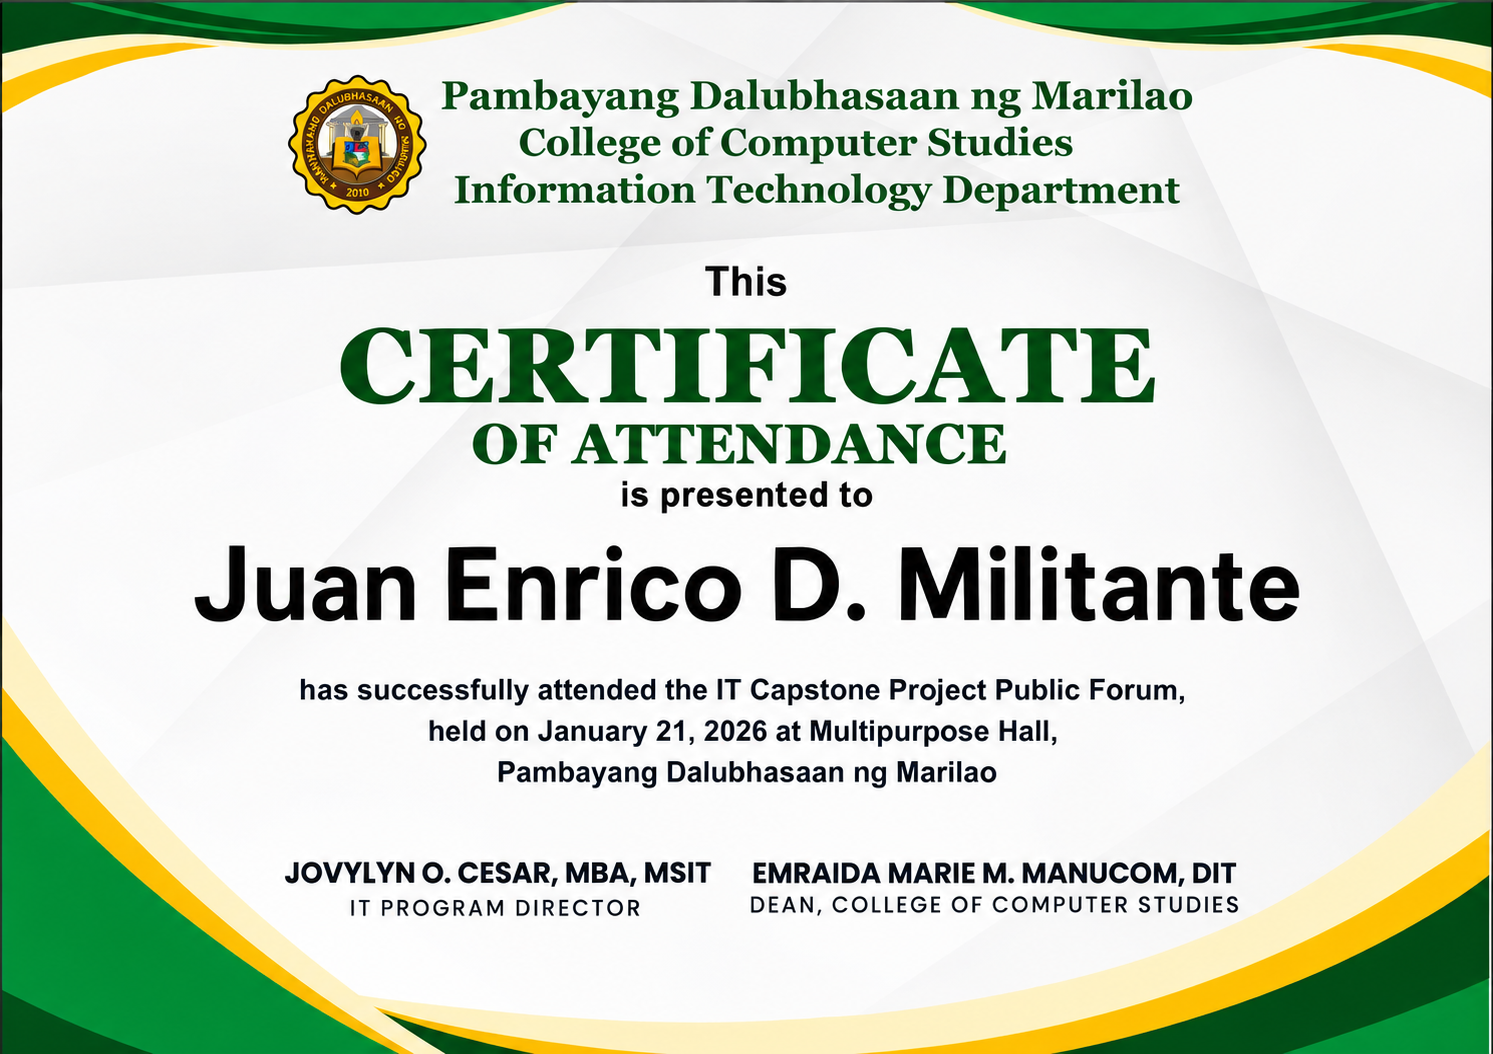 Pambayang Dalubhasaan ng Marilao
College of Computer Studies
Information Technology Department
DALUBHASAAN NG
2010
This
CERTIFICATE
OF ATTENDANCE
is presented to
Juan Enrico D. Militante
has successfully attended the IT Capstone Project Public Forum,
held on January 21, 2026 at Multipurpose Hall,
Pambayang Dalubhasaan ng Marilao
JOVYLYN O. CESAR, MBA, MSIT
IT PROGRAM DIRECTOR
EMRAIDA MARIE M. MANUCOM, DIT
DEAN, COLLEGE OF COMPUTER STUDIES